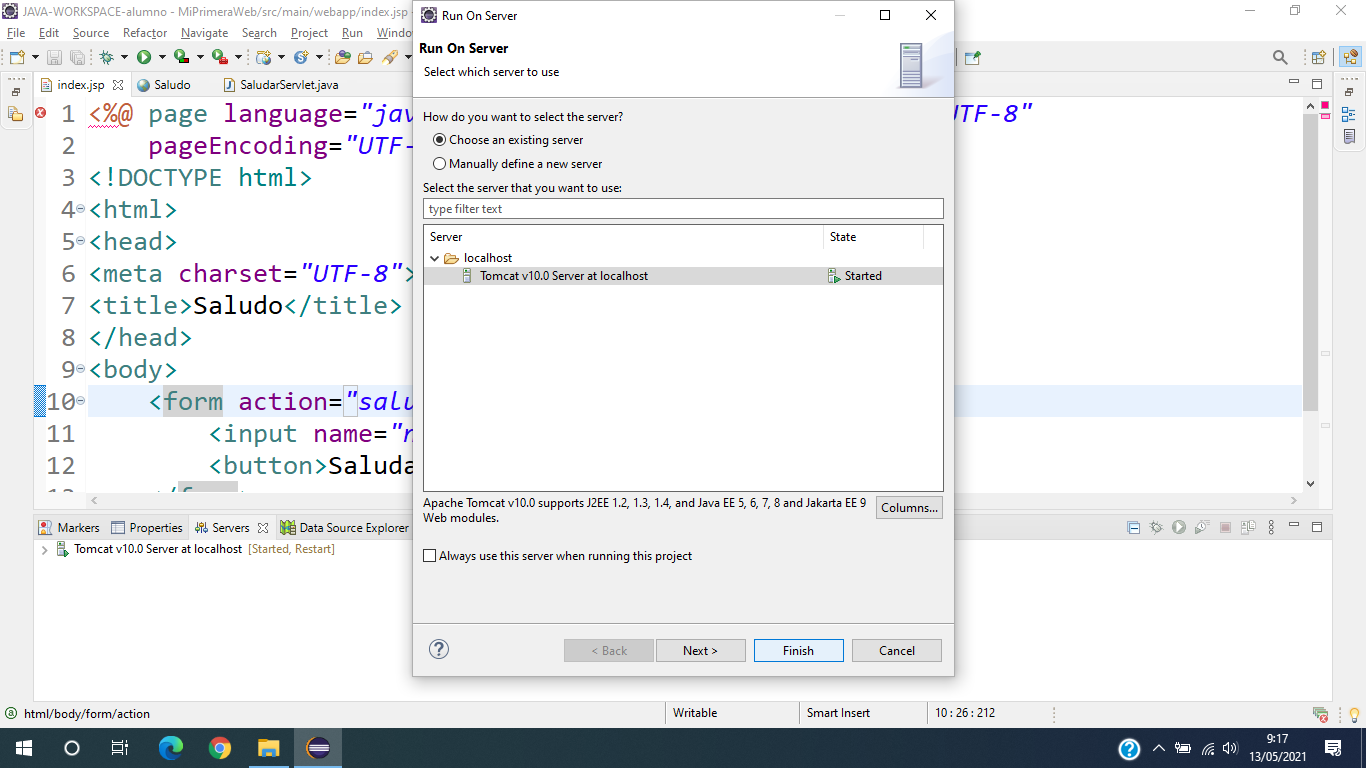 JAVA-WORKSPACE-alumno - MiPrimeraWeb/src/main/webapp/index.jsp -
File Edit Source Refactor Navigate Search Project Run
index.jsp
Saludo
SaludarServlet.java
1 <%@ page language="jav
UTF-8"
2 pageEncoding="UTF-
3 <!DOCTYPE html>
4 <html>
5 <head>
6 <meta charset="UTF-8">
7 <title>Saludo</title>
8 </head>
9 <body>
10 <form action="salu
11 <input name="n
12 <button>Saluda
Run On Server
Run On Server
Select which server to use
How do you want to select the server?
Choose an existing server
Manually define a new server
Select the server that you want to use:
type filter text
Server State
localhost
Tomcat v10.0 Server at localhost Started
Apache Tomcat v10.0 supports J2EE 1.2, 1.3, 1.4, and Java EE 5, 6, 7, 8 and Jakarta EE 9
Web modules.
Columns...
Always use this server when running this project
< Back Next > Finish Cancel
Markers Properties Servers Data Source Explorer
Tomcat v10.0 Server at localhost [Started, Restart]
html/body/form/action
Writable
Smart Insert
10 : 26 : 212
9:17
13/05/2021